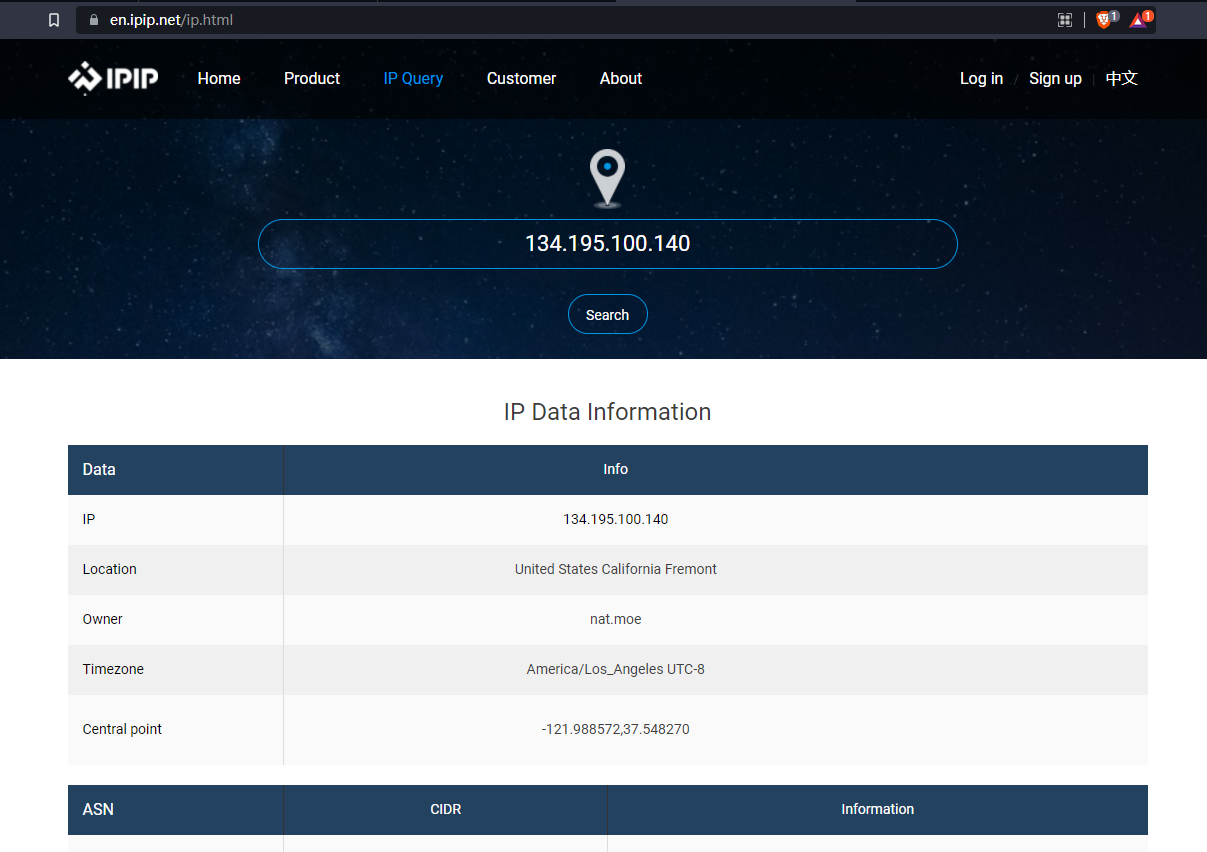 en.ipip.net/ip.html 1 1
IPIP Home Product IP Query Customer About Log in / Sign up | 中文
134.195.100.140
Search
IP Data Information
Data Info
IP 134.195.100.140
Location United States California Fremont
Owner nat.moe
Timezone America/Los_Angeles UTC-8
Central point -121.988572,37.548270
ASN CIDR Information